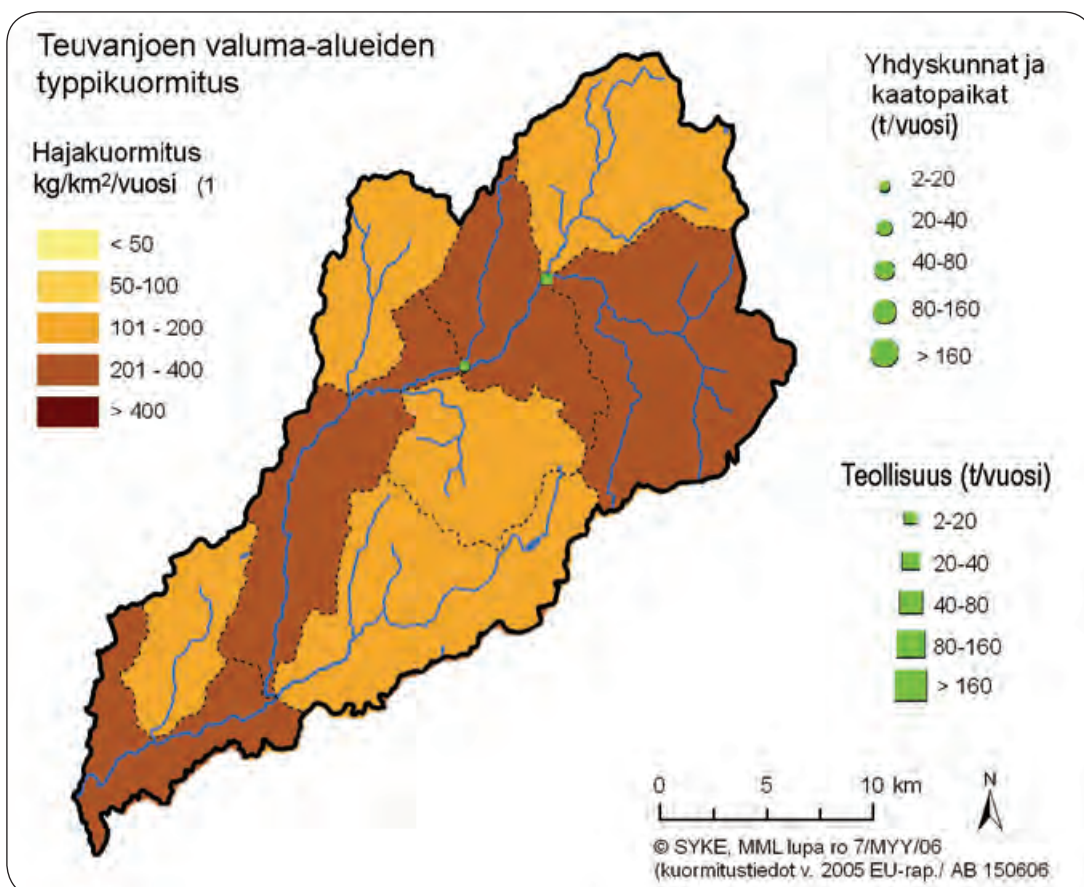 Teuvanjoen valuma-alueiden
typpikuormitus
Hajakuormitus
kg/km²/vuosi (1
< 50
50-100
101 - 200
201 - 400
> 400
Yhdyskunnat ja
kaatopaikat
(t/vuosi)
2-20
20-40
40-80
80-160
> 160
Teollisuus (t/vuosi)
2-20
20-40
40-80
80-160
> 160
0 5 10 km
N
© SYKE, MML lupa ro 7/MYY/06
(kuormitustiedot v. 2005 EU-rap./ AB 150606